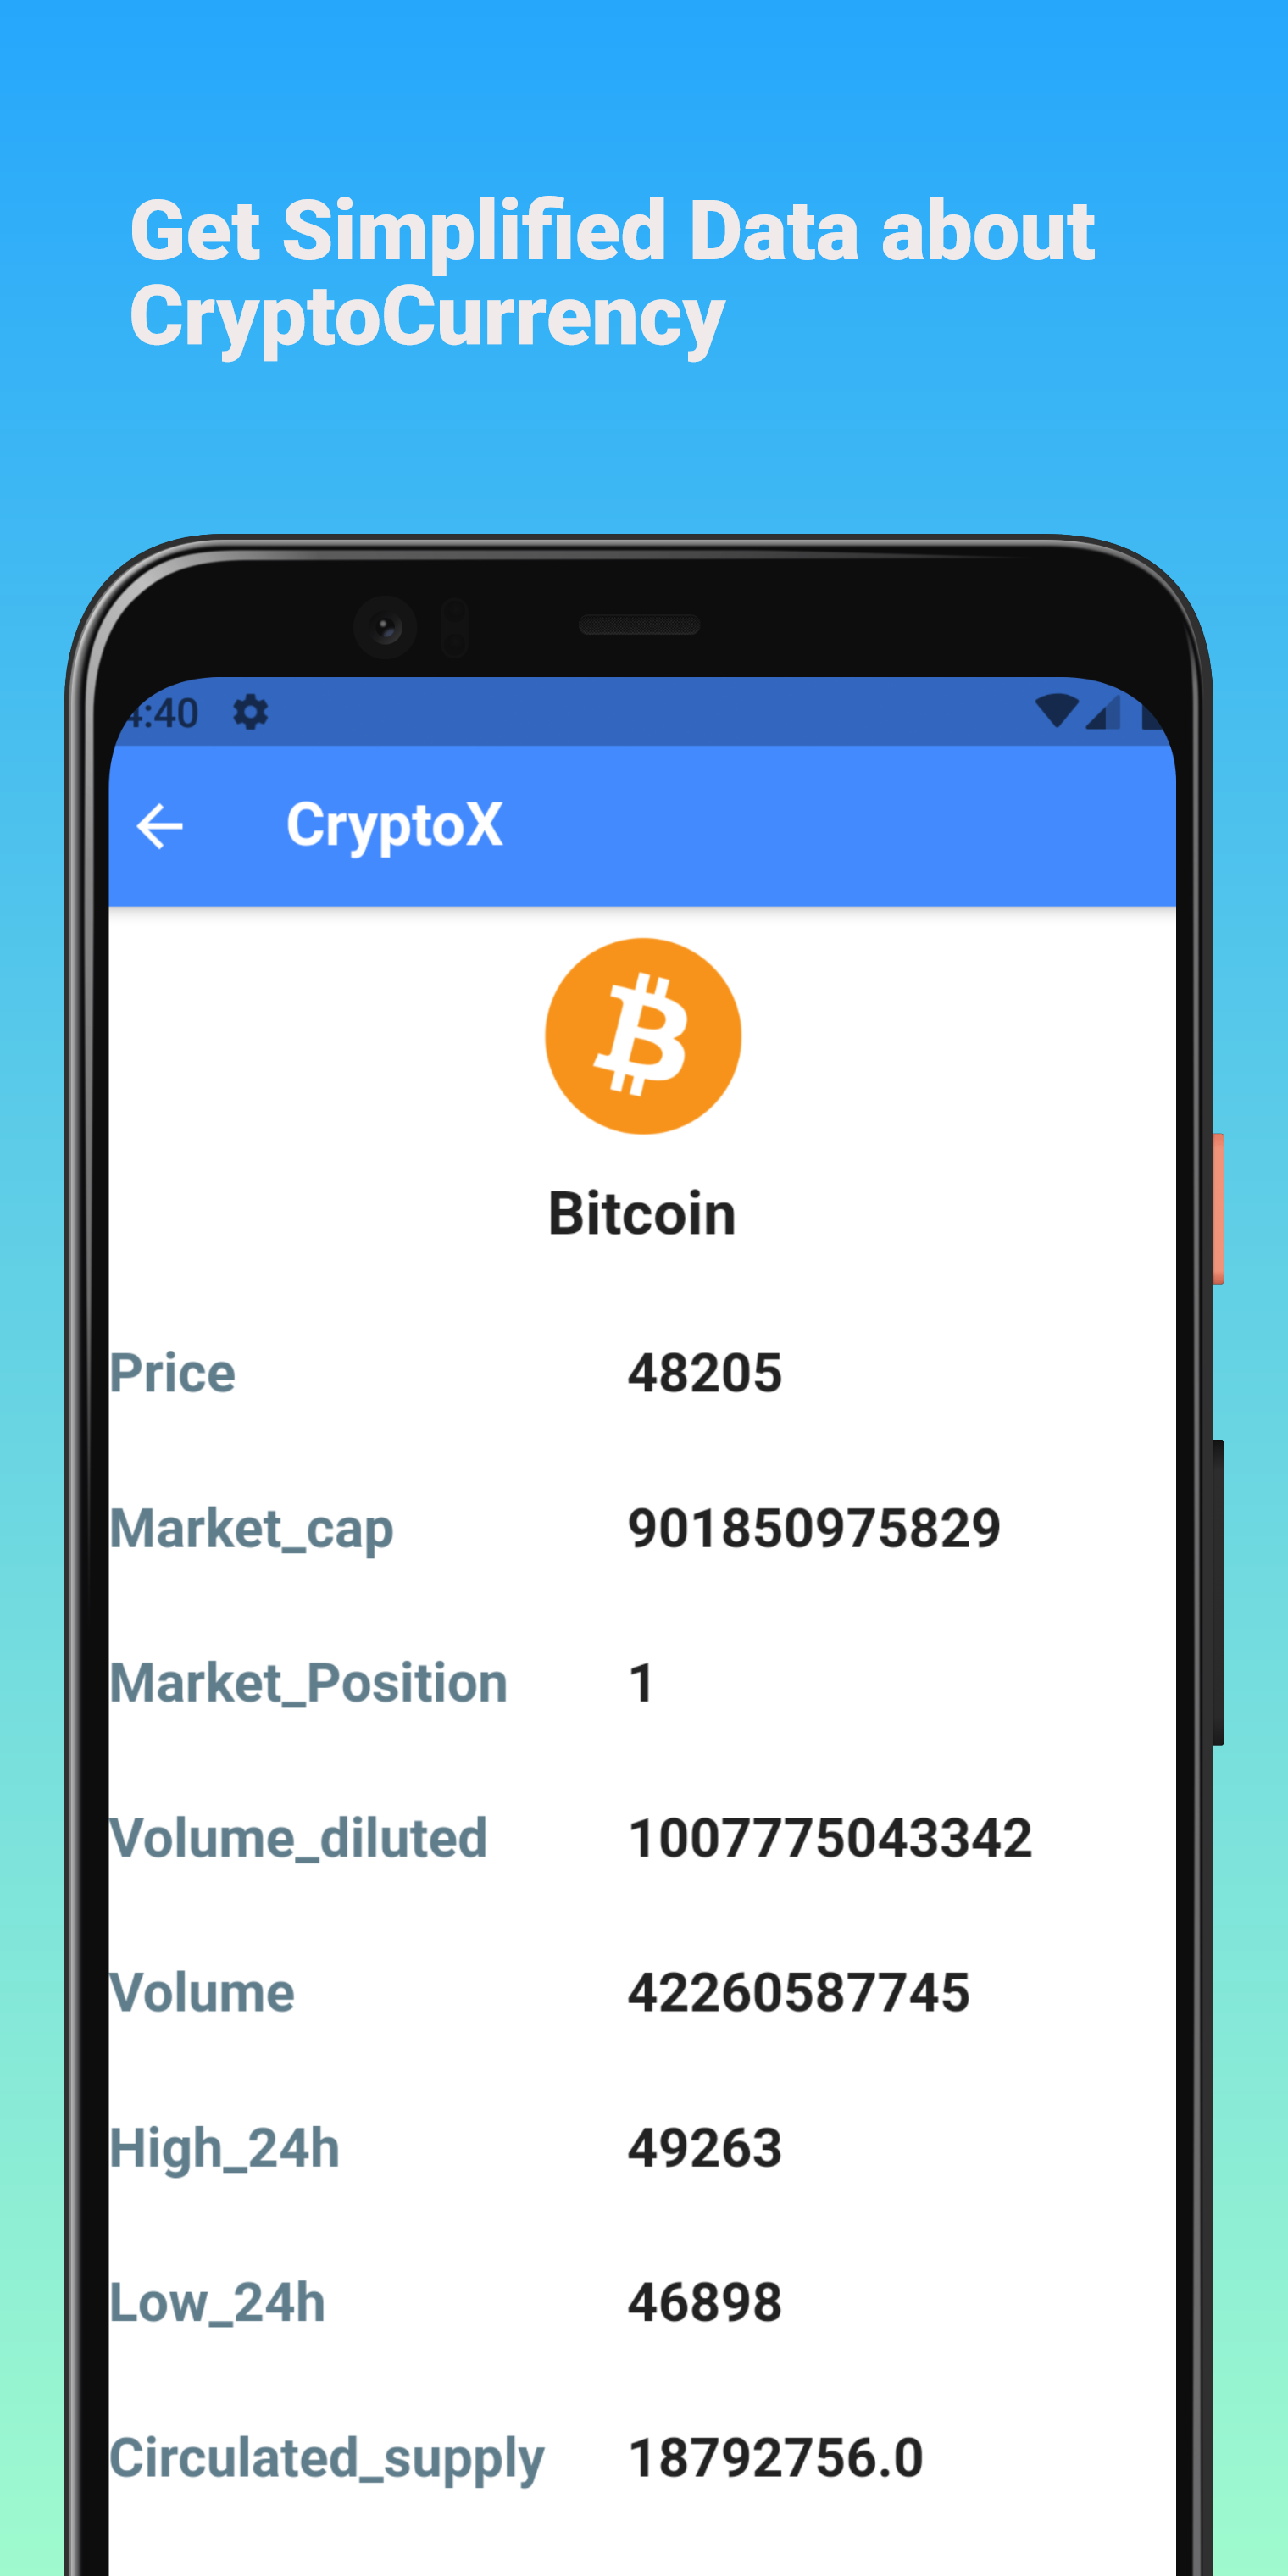 Get Simplified Data about
CryptoCurrency
4:40
CryptoX
Bitcoin
Price 48205
Market_cap 901850975829
Market_Position 1
Volume_diluted 1007775043342
Volume 42260587745
High_24h 49263
Low_24h 46898
Circulated_supply 18792756.0